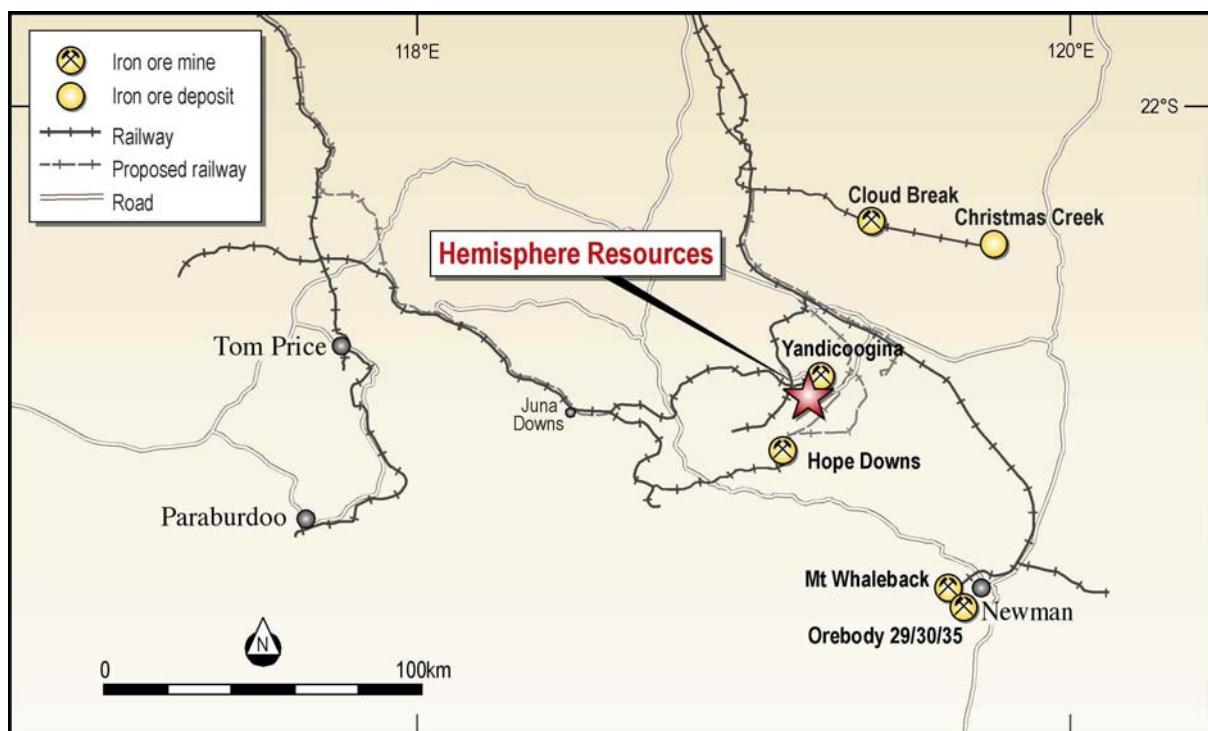 118°E
120°E
22°S
Iron ore mine
Iron ore deposit
Railway
Proposed railway
Road
Cloud Break
Christmas Creek
Hemisphere Resources
Tom Price
Yandicoogina
Juna
Downs
Hope Downs
Paraburdoo
Mt Whaleback
Newman
Orebody 29/30/35
N
0
100km